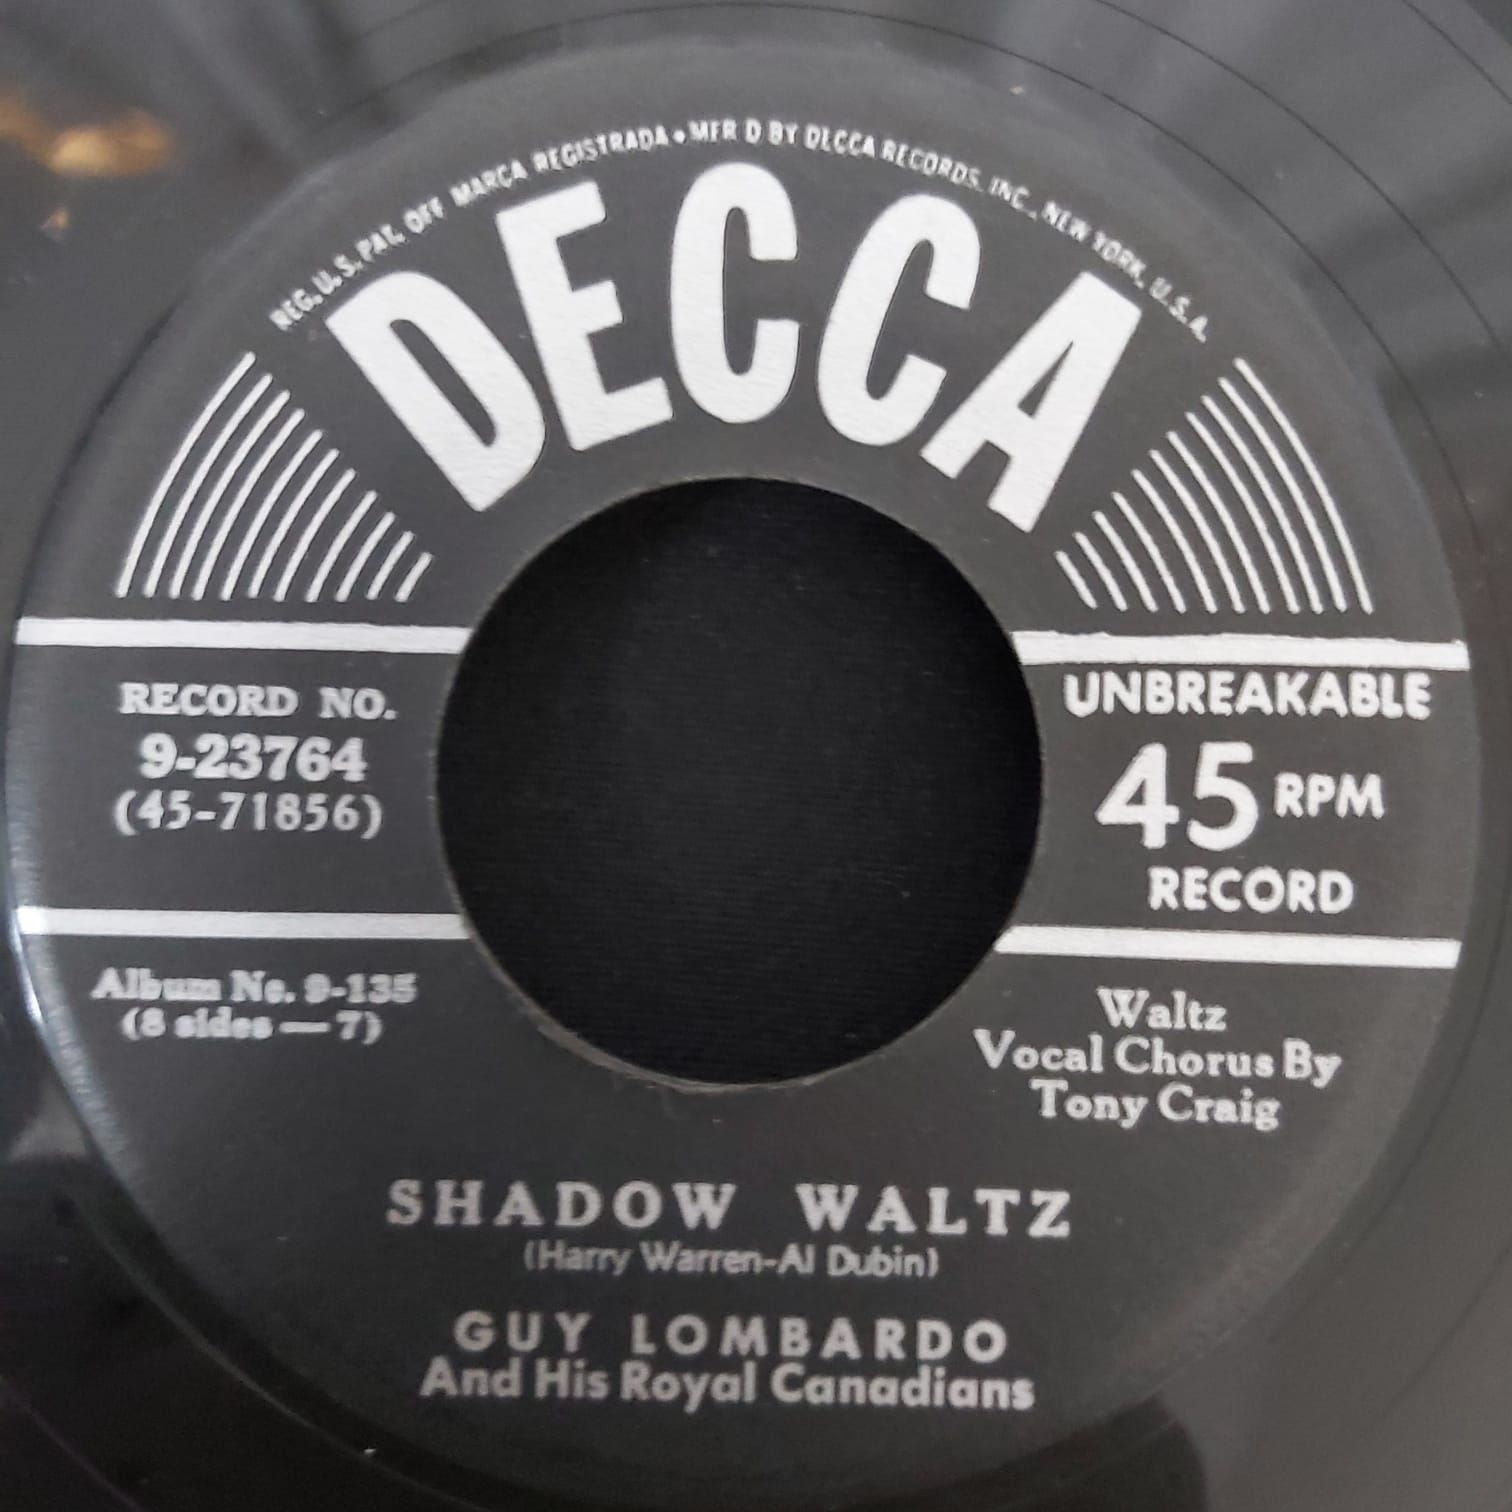 REG. U.S. PAT. OFF MARCA REGISTRADA • MFR'D BY DECCA RECORDS, INC., NEW YORK, U.S.A.
DECCA
RECORD NO.
9-23764
(45-71856)
UNBREAKABLE
45 RPM
RECORD
Album No. 9-135
(8 sides — 7)
Waltz
Vocal Chorus By
Tony Craig
SHADOW WALTZ
(Harry Warren-Al Dubin)
GUY LOMBARDO
And His Royal Canadians